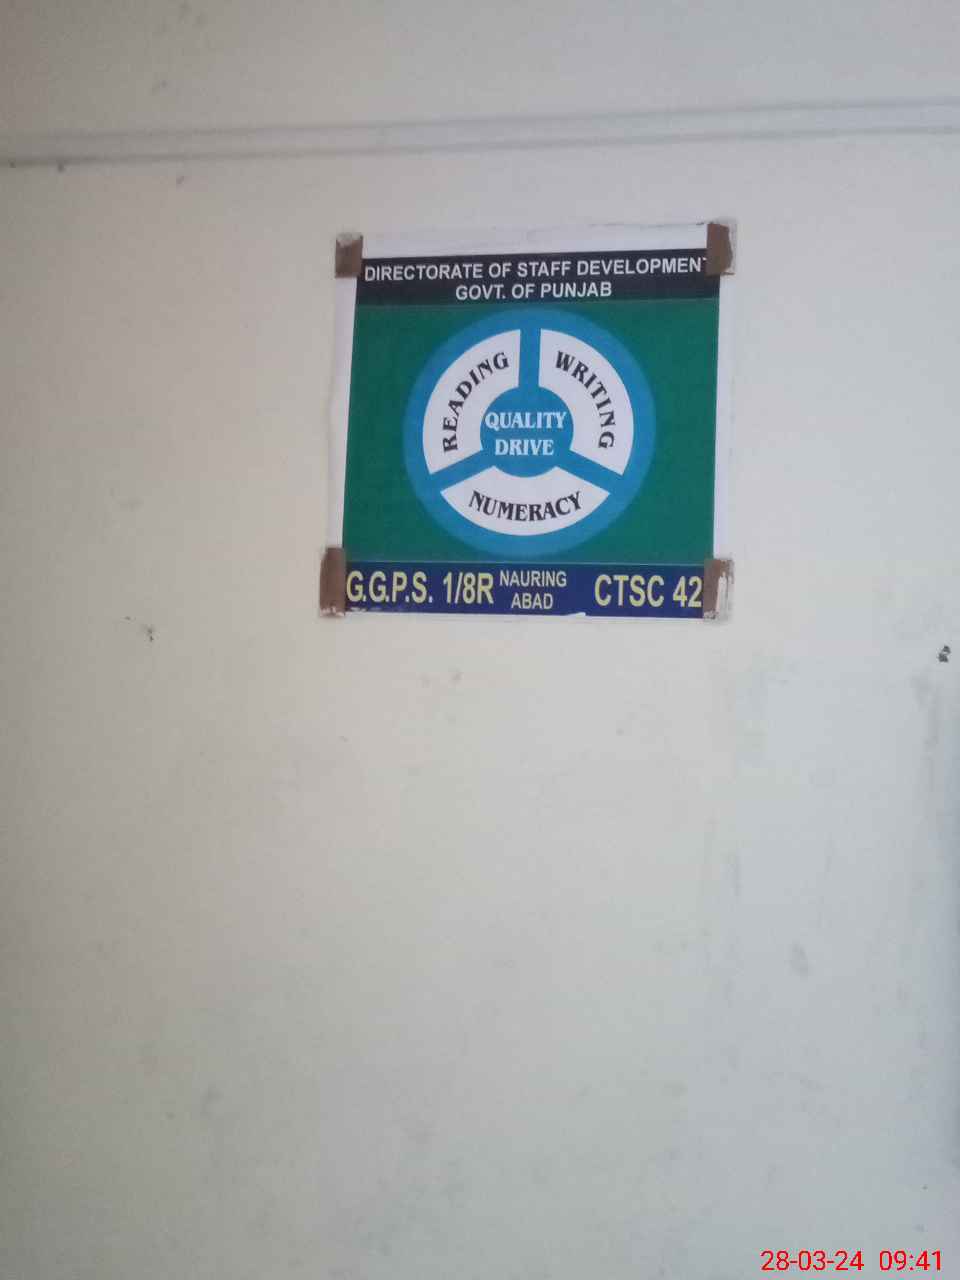 DIRECTORATE OF STAFF DEVELOPMENT
GOVT. OF PUNJAB
READING
WRITING
QUALITY
DRIVE
NUMERACY
G.G.P.S. 1/8R NAURING ABAD CTSC 42
28-03-24 09:41